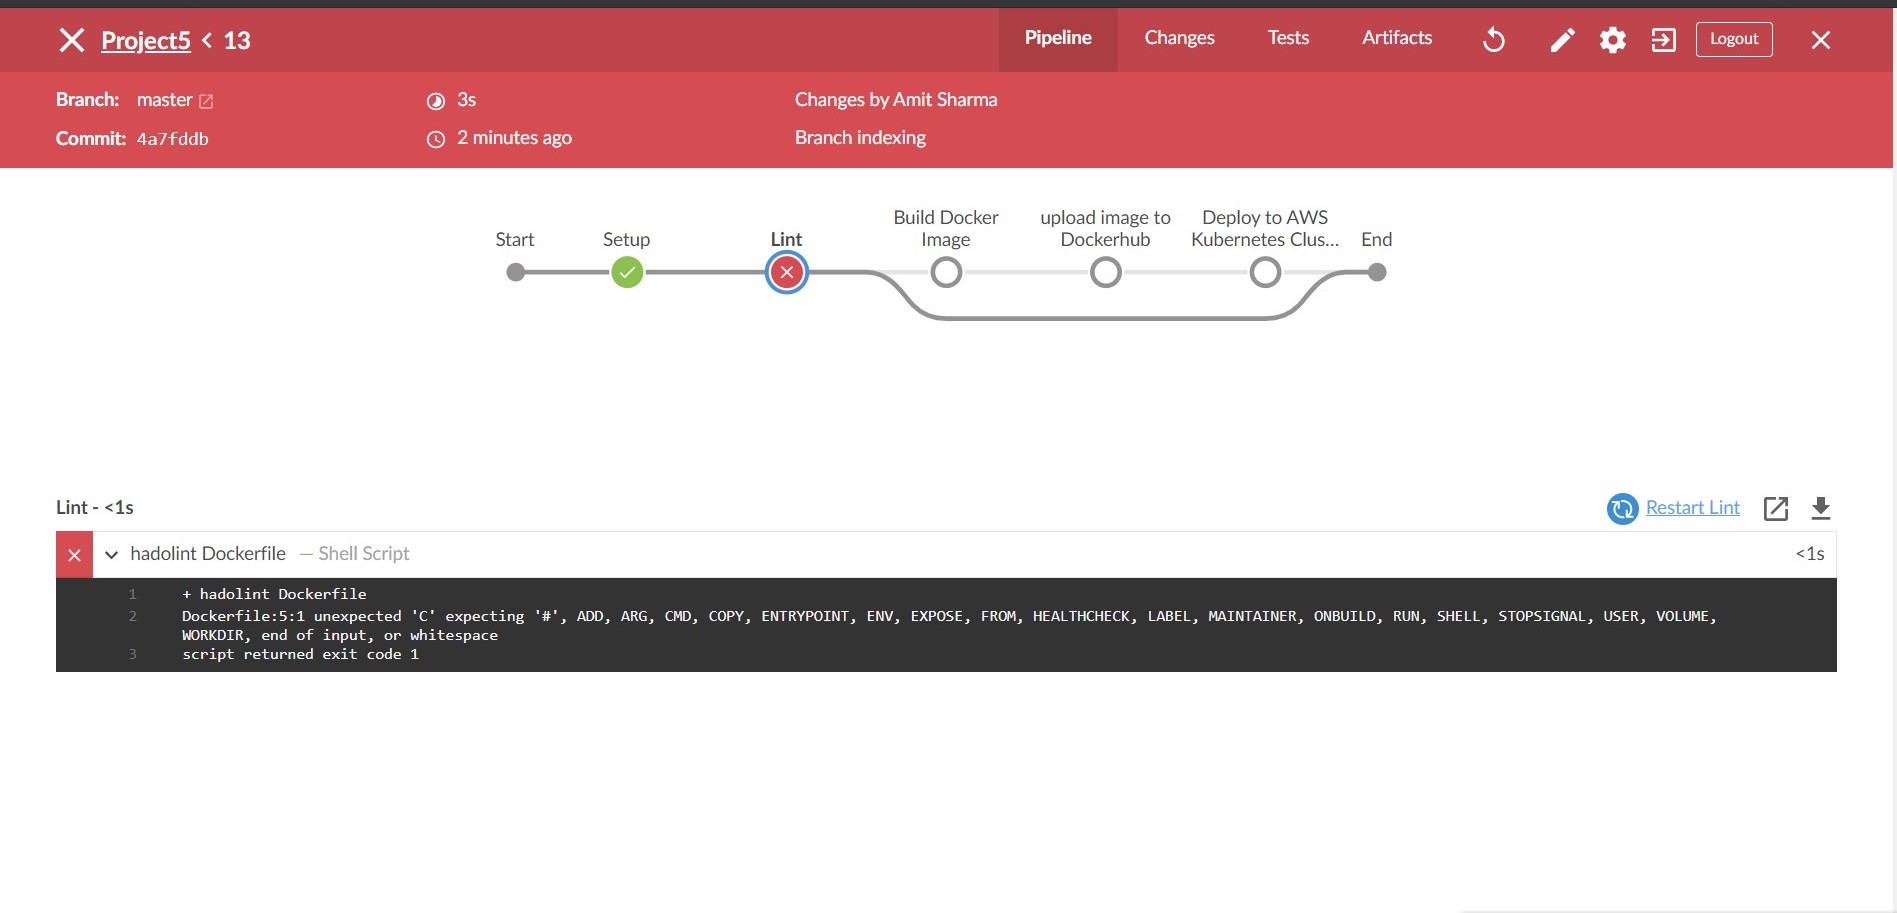 Project5 < 13
Pipeline Changes Tests Artifacts Logout
Branch: master 3s Changes by Amit Sharma
Commit: 4a7fddb 2 minutes ago Branch indexing
Start Setup Lint Build Docker Image upload image to Dockerhub Deploy to AWS Kubernetes Clus... End
Lint - <1s Restart Lint
hadolint Dockerfile — Shell Script <1s
1 + hadolint Dockerfile
2 Dockerfile:5:1 unexpected 'C' expecting '#', ADD, ARG, CMD, COPY, ENTRYPOINT, ENV, EXPOSE, FROM, HEALTHCHECK, LABEL, MAINTAINER, ONBUILD, RUN, SHELL, STOPSIGNAL, USER, VOLUME,
WORKDIR, end of input, or whitespace
3 script returned exit code 1